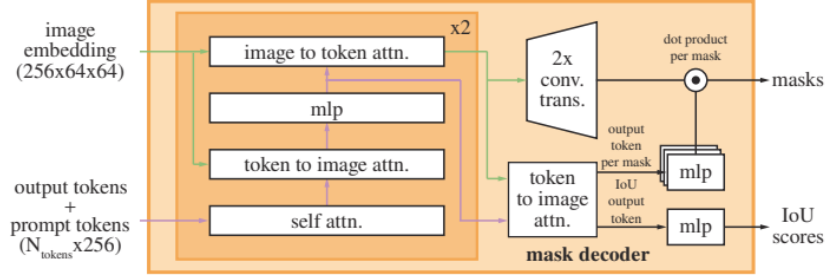 image
embedding
(256x64x64)
output tokens
+
prompt tokens
(Ntokensx256)
x2
image to token attn.
mlp
token to image attn.
self attn.
2x
conv.
trans.
dot product
per mask
masks
output
token
per mask
mlp
token
to image
attn.
IoU
output
token
mlp
IoU
scores
mask decoder